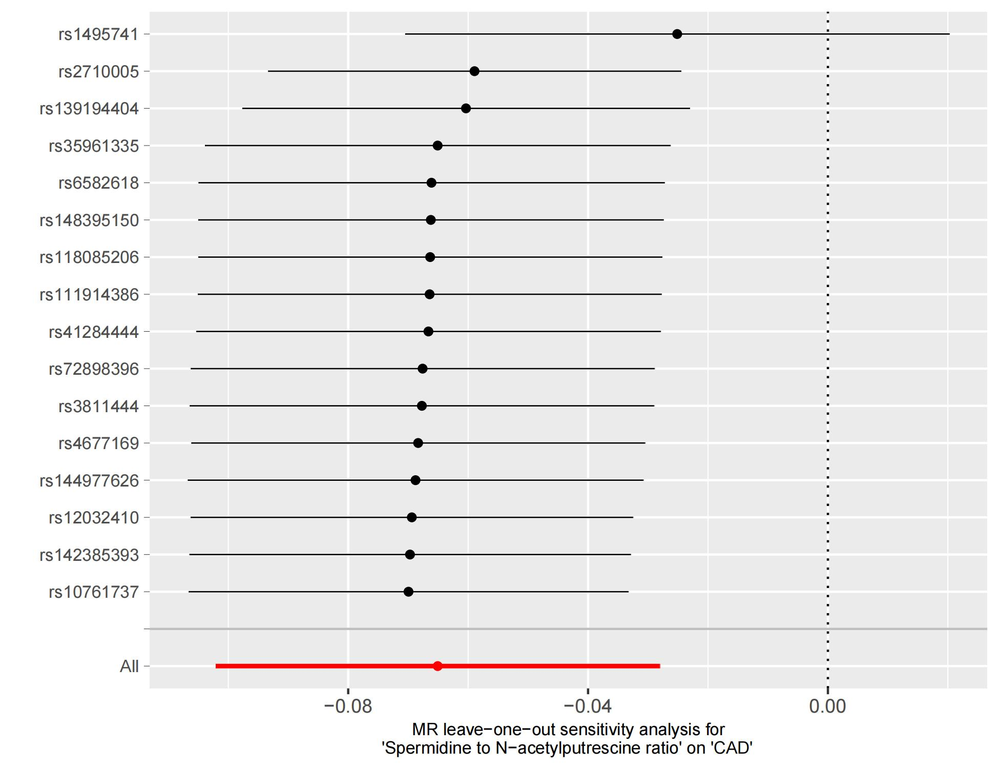 rs1495741
rs2710005
rs139194404
rs35961335
rs6582618
rs148395150
rs118085206
rs111914386
rs41284444
rs72898396
rs3811444
rs4677169
rs144977626
rs12032410
rs142385393
rs10761737
All
−0.08 −0.04 0.00
MR leave−one−out sensitivity analysis for
'Spermidine to N−acetylputrescine ratio' on 'CAD'